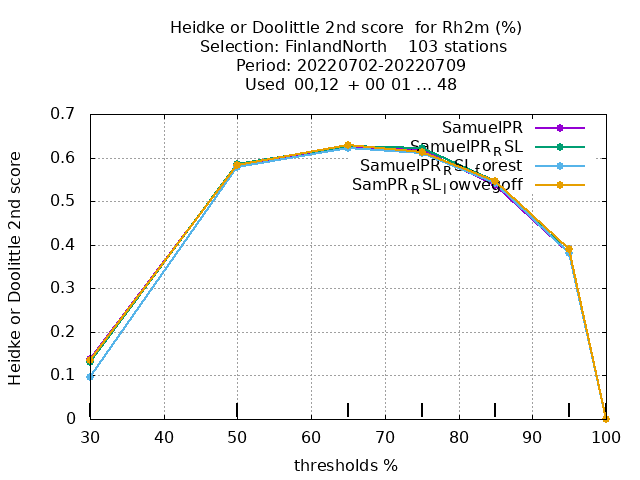 Heidke or Doolittle 2nd score  for Rh2m (%)
Selection: FinlandNorth    103 stations
Period: 20220702-20220709
Used  00,12  + 00 01 ... 48
SamuelPR
SamuelPR_RSL
SamuelPR_RSL_forest
SamPR_RSL_lowvegoff
Heidke or Doolittle 2nd score
0.7
0.6
0.5
0.4
0.3
0.2
0.1
0
30 40 50 60 70 80 90 100
thresholds %